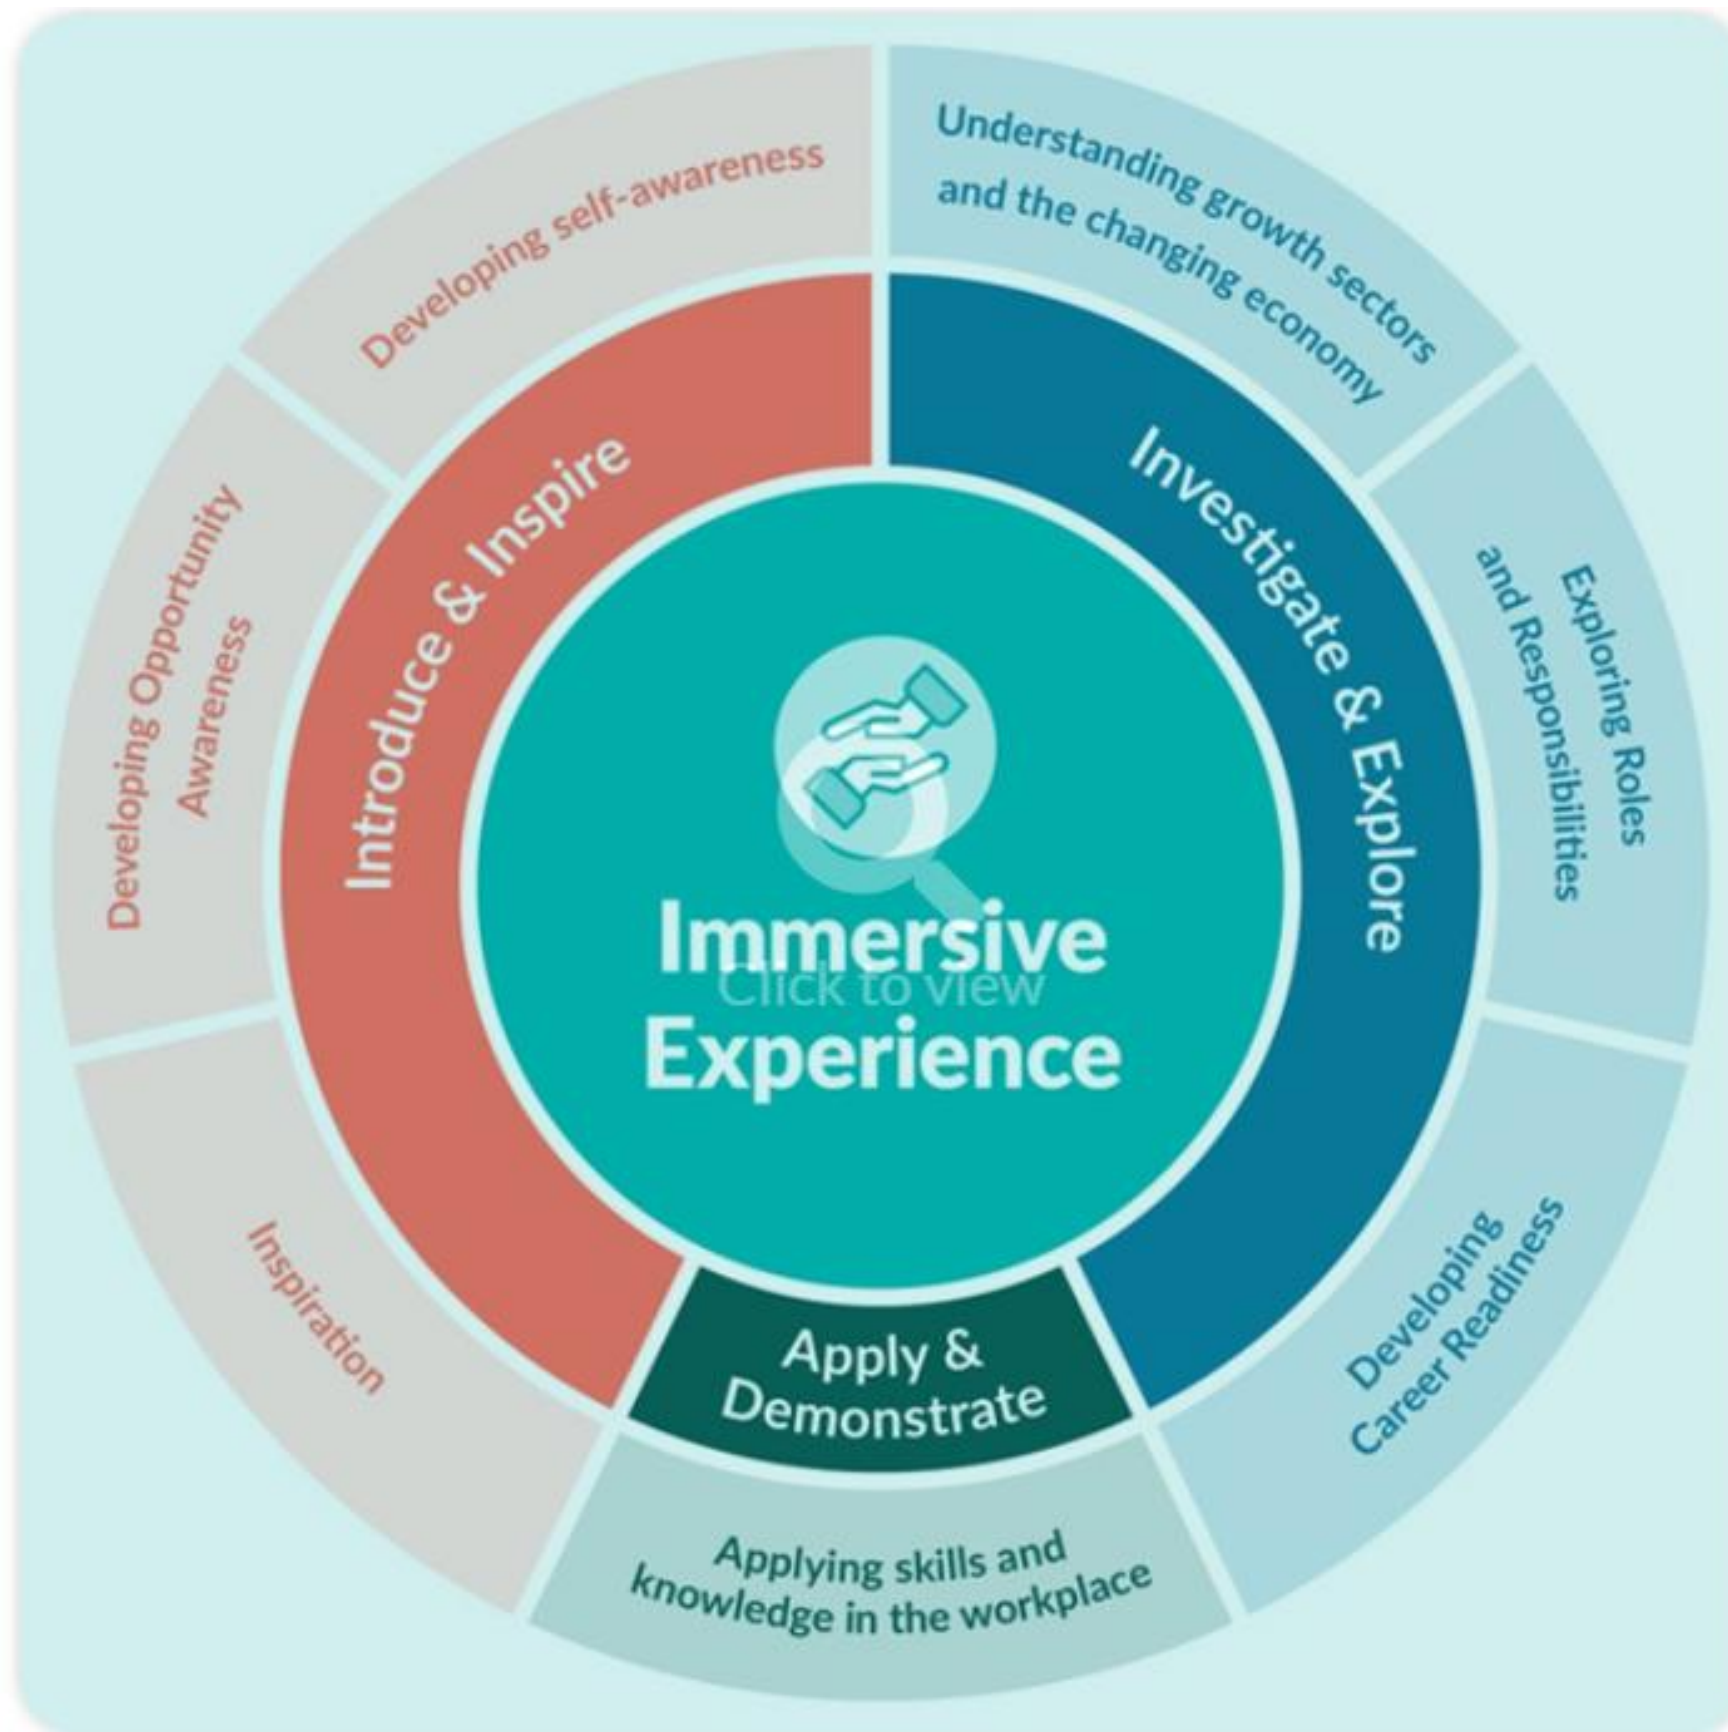 Developing self-awareness
Understanding growth sectors
and the changing economy
Developing Opportunity
Awareness
Exploring Roles
and Responsibilities
Introduce & Inspire
Investigate & Explore
Immersive
Click to view
Experience
Inspiration
Developing
Career Readiness
Apply &
Demonstrate
Applying skills and
knowledge in the workplace